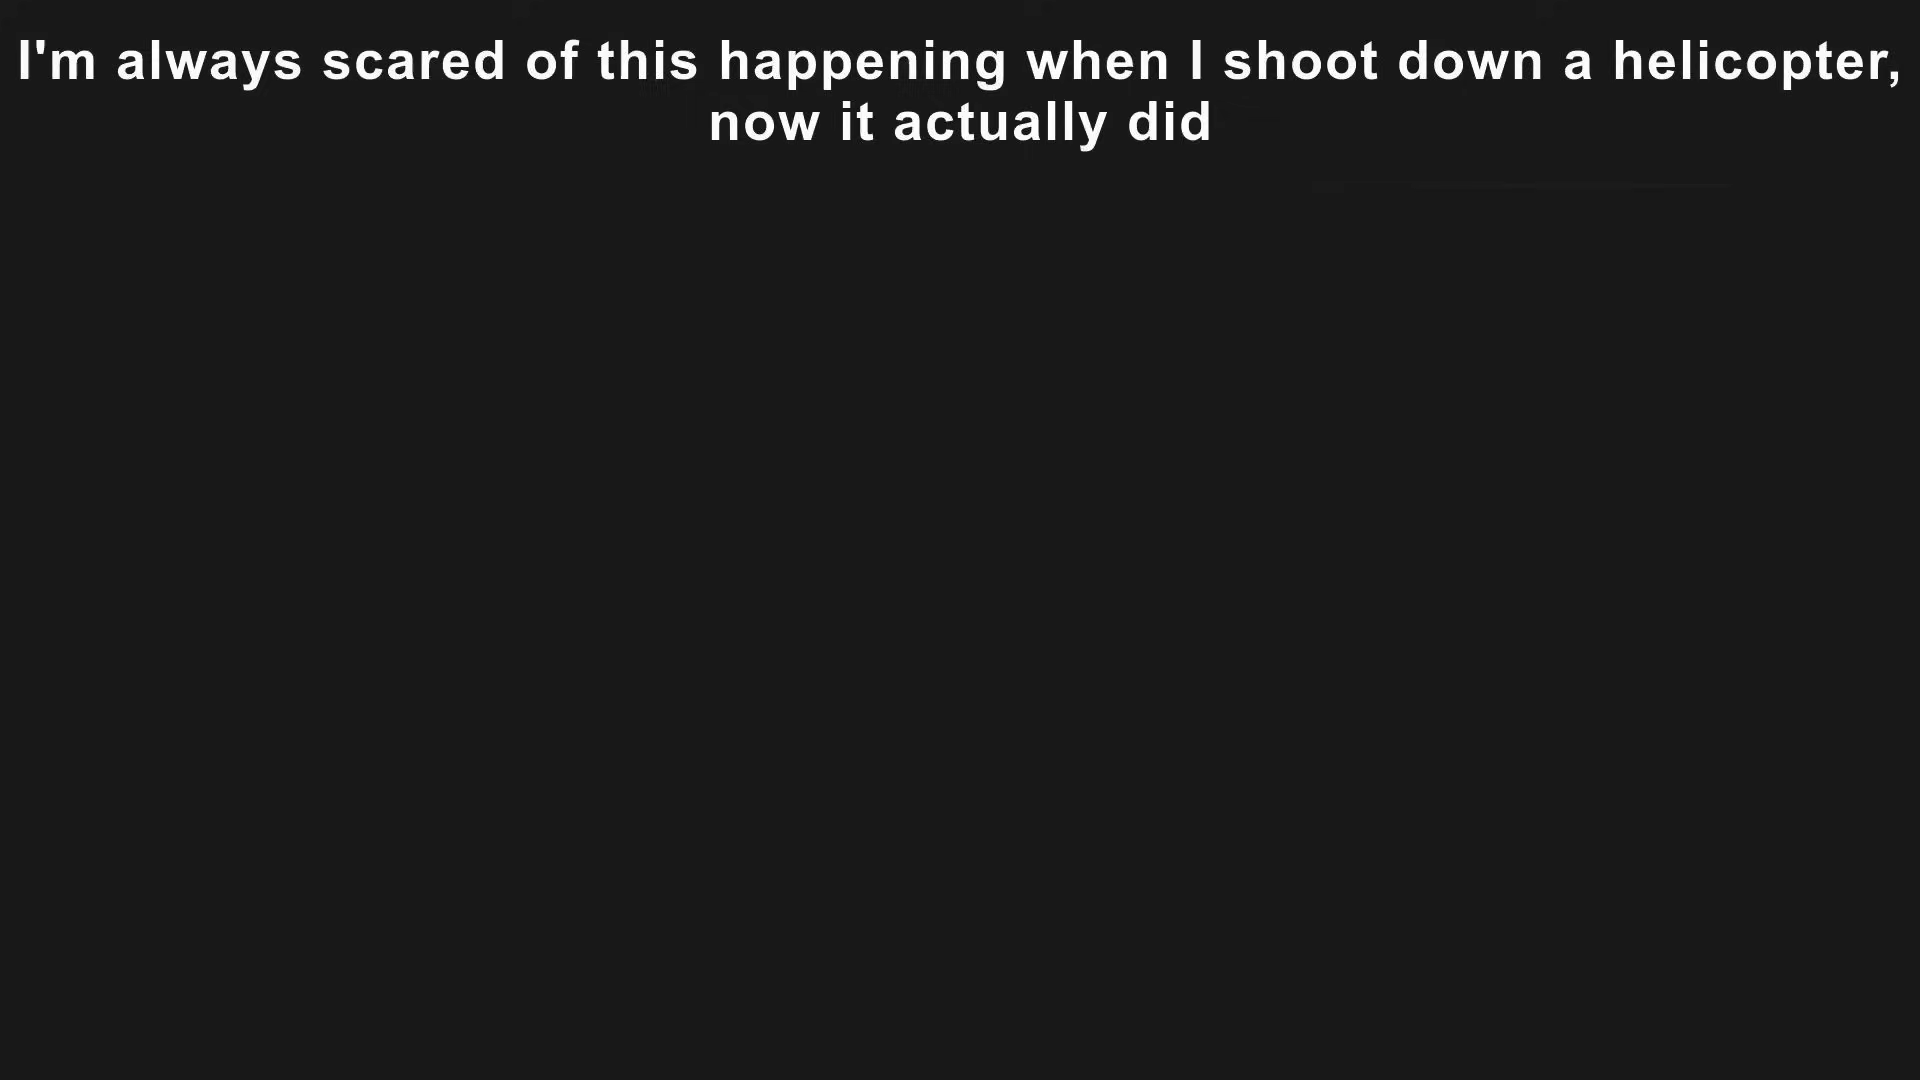 I'm always scared of this happening when I shoot down a helicopter,
now it actually did